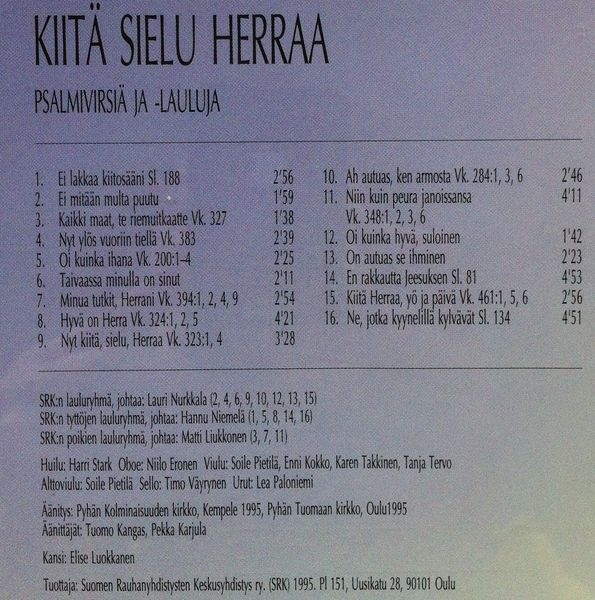 KIITÄ SIELU HERRAA
PSALMIVIRSIÄ JA -LAULUJA
1. Ei lakkaa kiitosääni Sl. 188 2'56
2. Ei mitään multa puutu 1'59
3. Kaikki maat, te riemuitkaatte Vk. 327 1'38
4. Nyt ylös vuoriin tiellä Vk. 383 2'39
5. Oi kuinka ihana Vk. 200:1–4 2'25
6. Taivaassa minulla on sinut 2'11
7. Minua tutkit, Herrani Vk. 394:1, 2, 4, 9 2'54
8. Hyvä on Herra Vk. 324:1, 2, 5 4'21
9. Nyt kiitä, sielu, Herraa Vk. 323:1, 4 3'28
10. Ah autuas, ken armosta Vk. 284:1, 3, 6 2'46
11. Niin kuin peura janoissansa 4'11
Vk. 348:1, 2, 3, 6
12. Oi kuinka hyvä, suloinen 1'42
13. On autuas se ihminen 2'23
14. En rakkautta Jeesuksen Sl. 81 4'53
15. Kiitä Herraa, yö ja päivä Vk. 461:1, 5, 6 2'56
16. Ne, jotka kyynelillä kylvävät Sl. 134 4'51
SRK:n lauluryhmä, johtaa: Lauri Nurkkala (2, 4, 6, 9, 10, 12, 13, 15)
SRK:n tyttöjen lauluryhmä, johtaa: Hannu Niemelä (1, 5, 8, 14, 16)
SRK:n poikien lauluryhmä, johtaa: Matti Liukkonen (3, 7, 11)
Huilu: Harri Stark Oboe: Niilo Eronen Viulu: Soile Pietilä, Enni Kokko, Karen Takkinen, Tanja Tervo
Alttoviulu: Soile Pietilä Sello: Timo Väyrynen Urut: Lea Paloniemi
Äänitys: Pyhän Kolminaisuuden kirkko, Kempele 1995, Pyhän Tuomaan kirkko, Oulu1995
Äänittäjät: Tuomo Kangas, Pekka Karjula
Kansi: Elise Luokkanen
Tuottaja: Suomen Rauhanyhdistysten Keskusyhdistys ry. (SRK) 1995. Pl 151, Uusikatu 28, 90101 Oulu